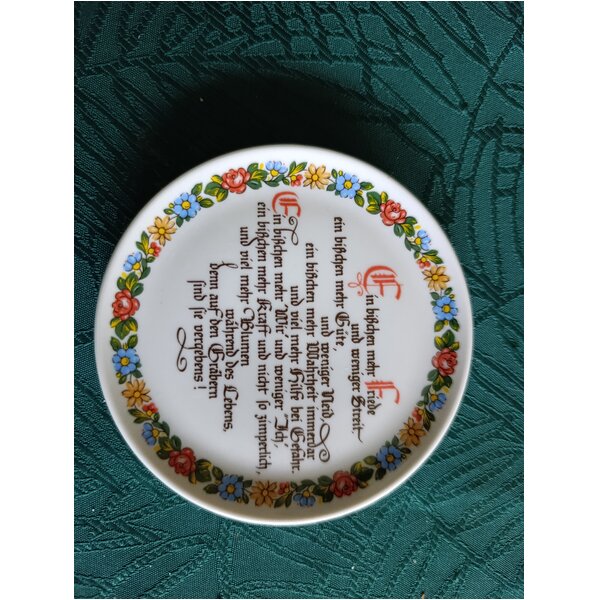 Ein bißchen mehr Friede
und weniger Streit
ein bißchen mehr Güte,
und weniger Neid
ein bißchen mehr Wahrheit immerdar
und viel mehr Hilfe bei Gefahr.
Ein bißchen mehr „Wir“ und weniger „Ich“,
ein bißchen mehr Kraft und nicht so zimperlich,
und viel mehr Blumen
während des Lebens,
denn auf den Gräbern
sind sie vergebens!